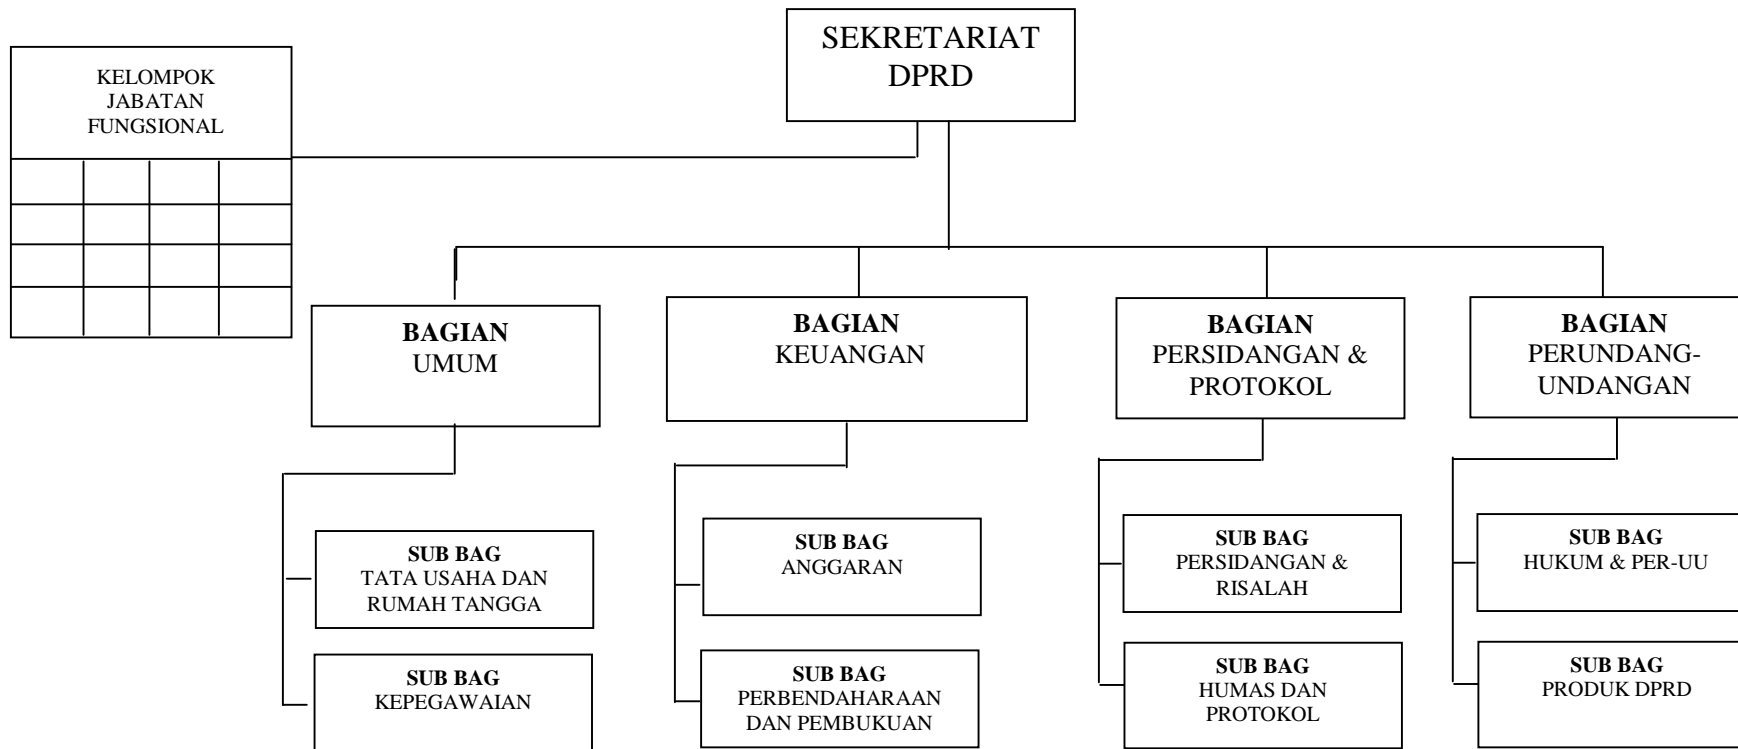 SEKRETARIAT
DPRD
KELOMPOK
JABATAN
FUNGSIONAL
BAGIAN
UMUM
BAGIAN
KEUANGAN
BAGIAN
PERSIDANGAN &
PROTOKOL
BAGIAN
PERUNDANG-
UNDANGAN
SUB BAG
TATA USAHA DAN
RUMAH TANGGA
SUB BAG
ANGGARAN
SUB BAG
PERSIDANGAN &
RISALAH
SUB BAG
HUKUM & PER-UU
SUB BAG
KEPEGAWAIAN
SUB BAG
PERBENDAHARAAN
DAN PEMBUKUAN
SUB BAG
HUMAS DAN
PROTOKOL
SUB BAG
PRODUK DPRD